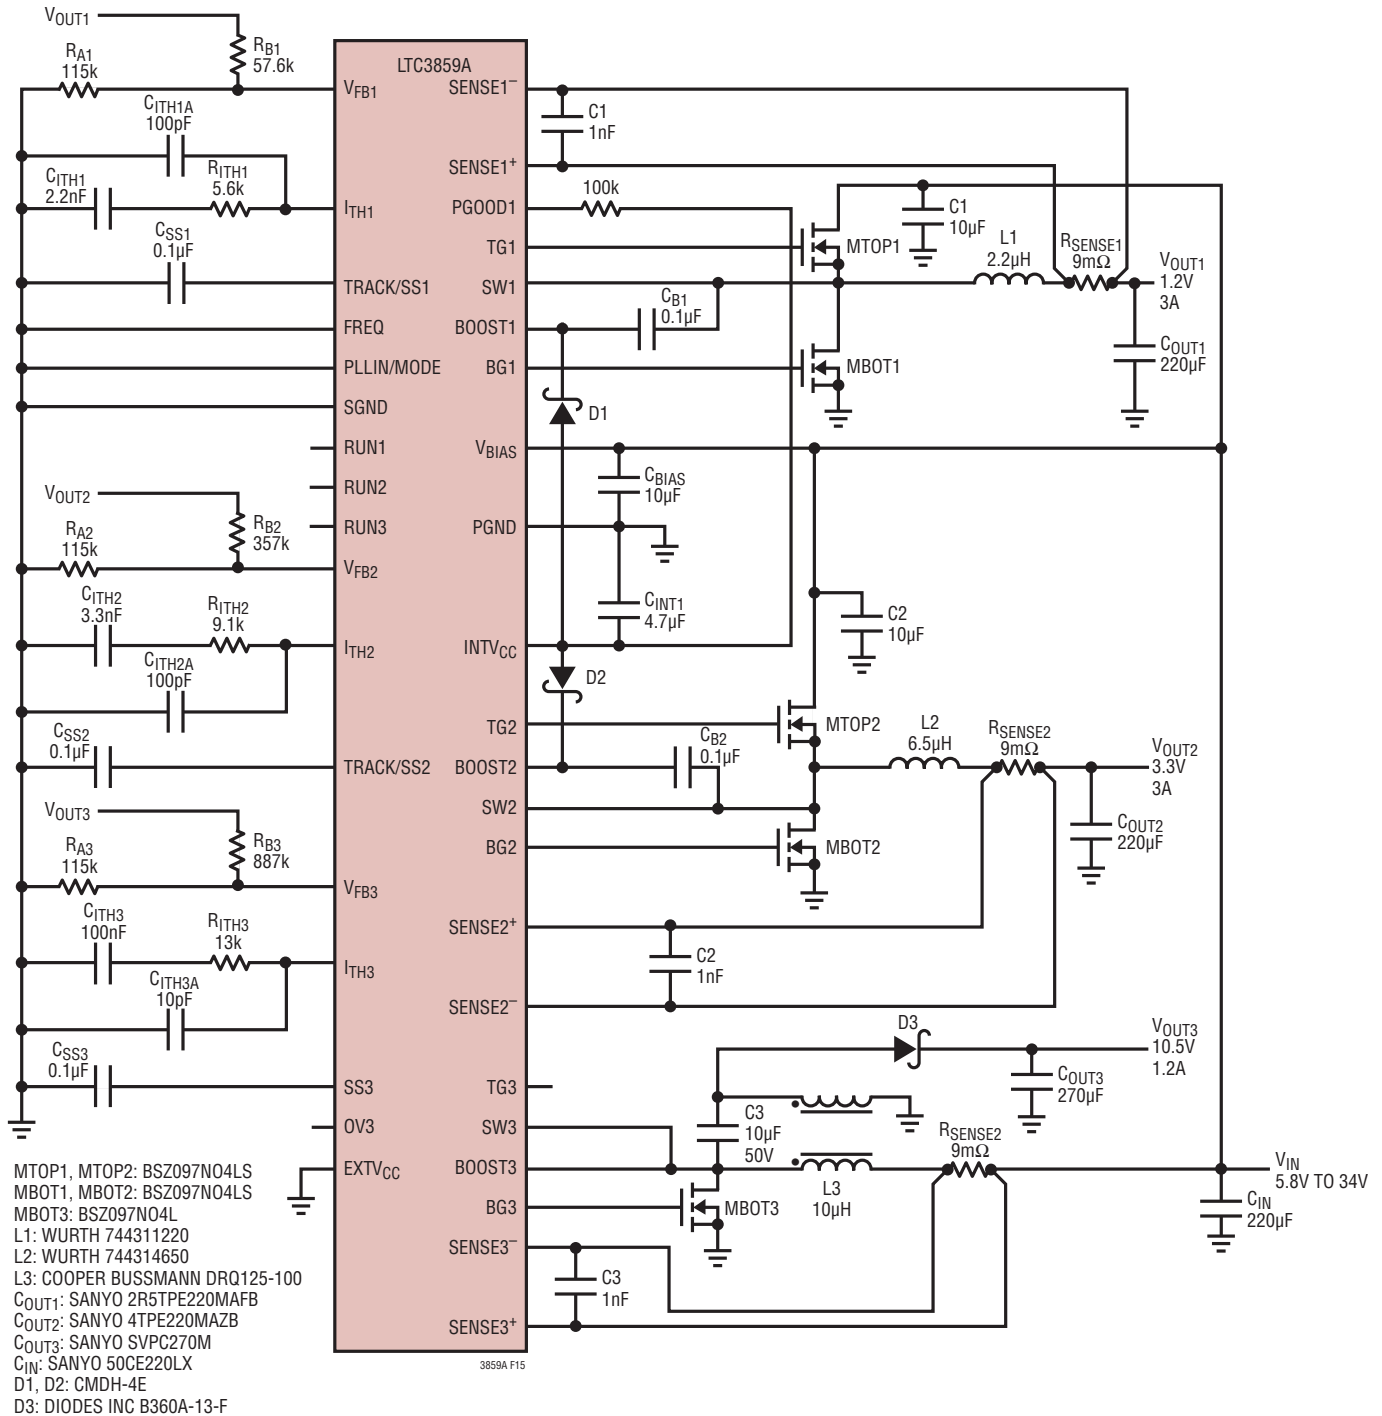 VOUT1
RA1
115k
RB1
57.6k
CITH1A
100pF
CITH1
2.2nF
RITH1
5.6k
CSS1
0.1µF
VOUT2
RA2
115k
RB2
357k
CITH2
3.3nF
RITH2
9.1k
CITH2A
100pF
CSS2
0.1µF
VOUT3
RA3
115k
RB3
887k
CITH3
100nF
RITH3
13k
CITH3A
10pF
CSS3
0.1µF
LTC3859A
VFB1
ITH1
TRACK/SS1
FREQ
PLLIN/MODE
SGND
RUN1
RUN2
RUN3
VFB2
ITH2
TRACK/SS2
VFB3
ITH3
SS3
OV3
EXTVCC
SENSE1–
SENSE1+
PGOOD1
TG1
SW1
BOOST1
BG1
VBIAS
PGND
INTVCC
TG2
BOOST2
SW2
BG2
SENSE2+
SENSE2–
TG3
SW3
BOOST3
BG3
SENSE3–
SENSE3+
C1
1nF
100k
C1
10µF
MTOP1
L1
2.2µH
RSENSE1
9mΩ
VOUT1
1.2V
3A
CB1
0.1µF
MBOT1
COUT1
220µF
D1
CBIAS
10µF
CINT1
4.7µF
C2
10µF
D2
MTOP2
L2
6.5µH
RSENSE2
9mΩ
VOUT2
3.3V
3A
CB2
0.1µF
MBOT2
COUT2
220µF
C2
1nF
D3
VOUT3
10.5V
1.2A
COUT3
270µF
C3
10µF
50V
RSENSE2
9mΩ
L3
10µH
VIN
5.8V TO 34V
CIN
220µF
MBOT3
C3
1nF
MTOP1, MTOP2: BSZ097NO4LS
MBOT1, MBOT2: BSZ097NO4LS
MBOT3: BSZ097NO4L
L1: WURTH 744311220
L2: WURTH 744314650
L3: COOPER BUSSMANN DRQ125-100
COUT1: SANYO 2R5TPE220MAFB
COUT2: SANYO 4TPE220MAZB
COUT3: SANYO SVPC270M
CIN: SANYO 50CE220LX
D1, D2: CMDH-4E
D3: DIODES INC B360A-13-F
3859A F15